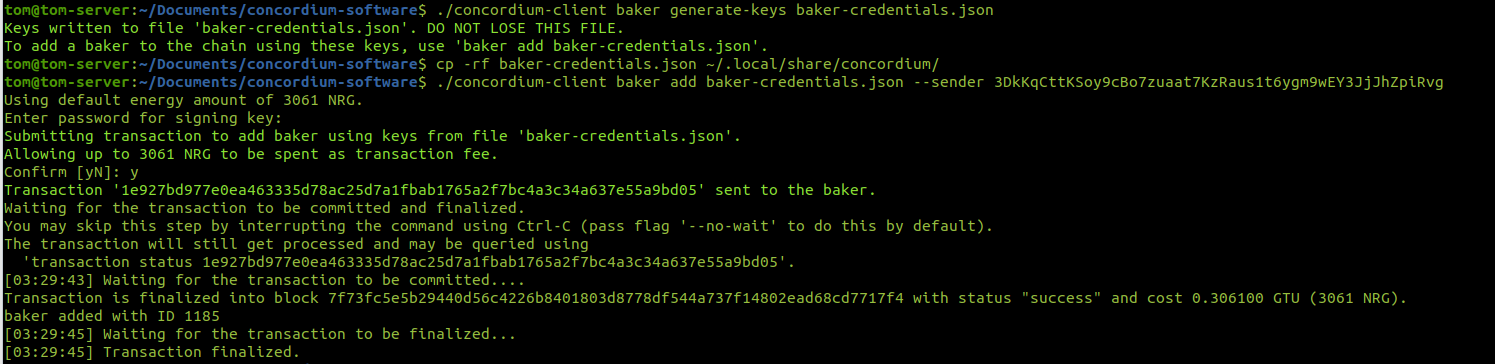 tom@tom-server:~/Documents/concordium-software$ ./concordium-client baker generate-keys baker-credentials.json
Keys written to file 'baker-credentials.json'. DO NOT LOSE THIS FILE.
To add a baker to the chain using these keys, use 'baker add baker-credentials.json'.
tom@tom-server:~/Documents/concordium-software$ cp -rf baker-credentials.json ~/.local/share/concordium/
tom@tom-server:~/Documents/concordium-software$ ./concordium-client baker add baker-credentials.json --sender 3DkKqCttKSoy9cBo7zuaat7KzRaus1t6ygm9wEY3JjJhZpiRvg
Using default energy amount of 3061 NRG.
Enter password for signing key:
Submitting transaction to add baker using keys from file 'baker-credentials.json'.
Allowing up to 3061 NRG to be spent as transaction fee.
Confirm [yN]: y
Transaction '1e927bd977e0ea463335d78ac25d7a1fbab1765a2f7bc4a3c34a637e55a9bd05' sent to the baker.
Waiting for the transaction to be committed and finalized.
You may skip this step by interrupting the command using Ctrl-C (pass flag '--no-wait' to do this by default).
The transaction will still get processed and may be queried using
  'transaction status 1e927bd977e0ea463335d78ac25d7a1fbab1765a2f7bc4a3c34a637e55a9bd05'.
[03:29:43] Waiting for the transaction to be committed....
Transaction is finalized into block 7f73fc5e5b29440d56c4226b8401803d8778df544a737f14802ead68cd7717f4 with status "success" and cost 0.306100 GTU (3061 NRG).
baker added with ID 1185
[03:29:45] Waiting for the transaction to be finalized...
[03:29:45] Transaction finalized.